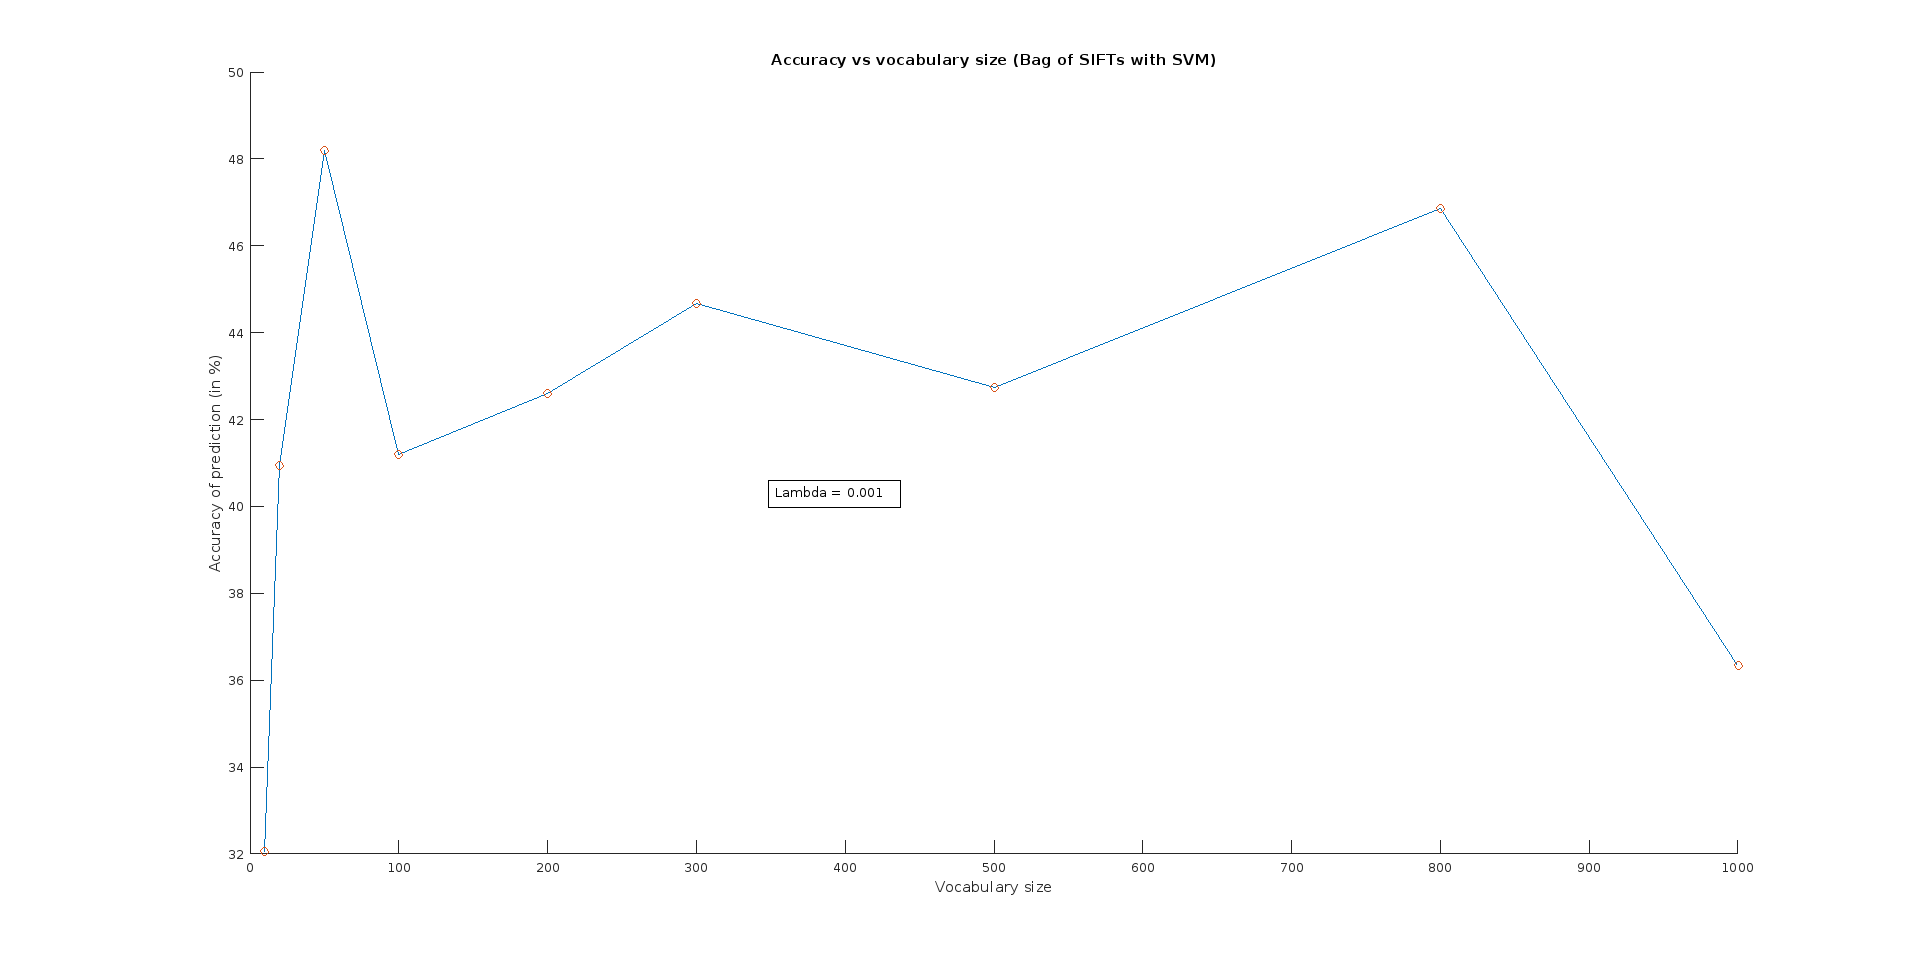 Accuracy vs vocabulary size (Bag of SIFTs with SVM)
50
48
46
44
42
40
38
36
34
32
Accuracy of prediction (in %)
Lambda = 0.001
0 100 200 300 400 500 600 700 800 900 1000
Vocabulary size